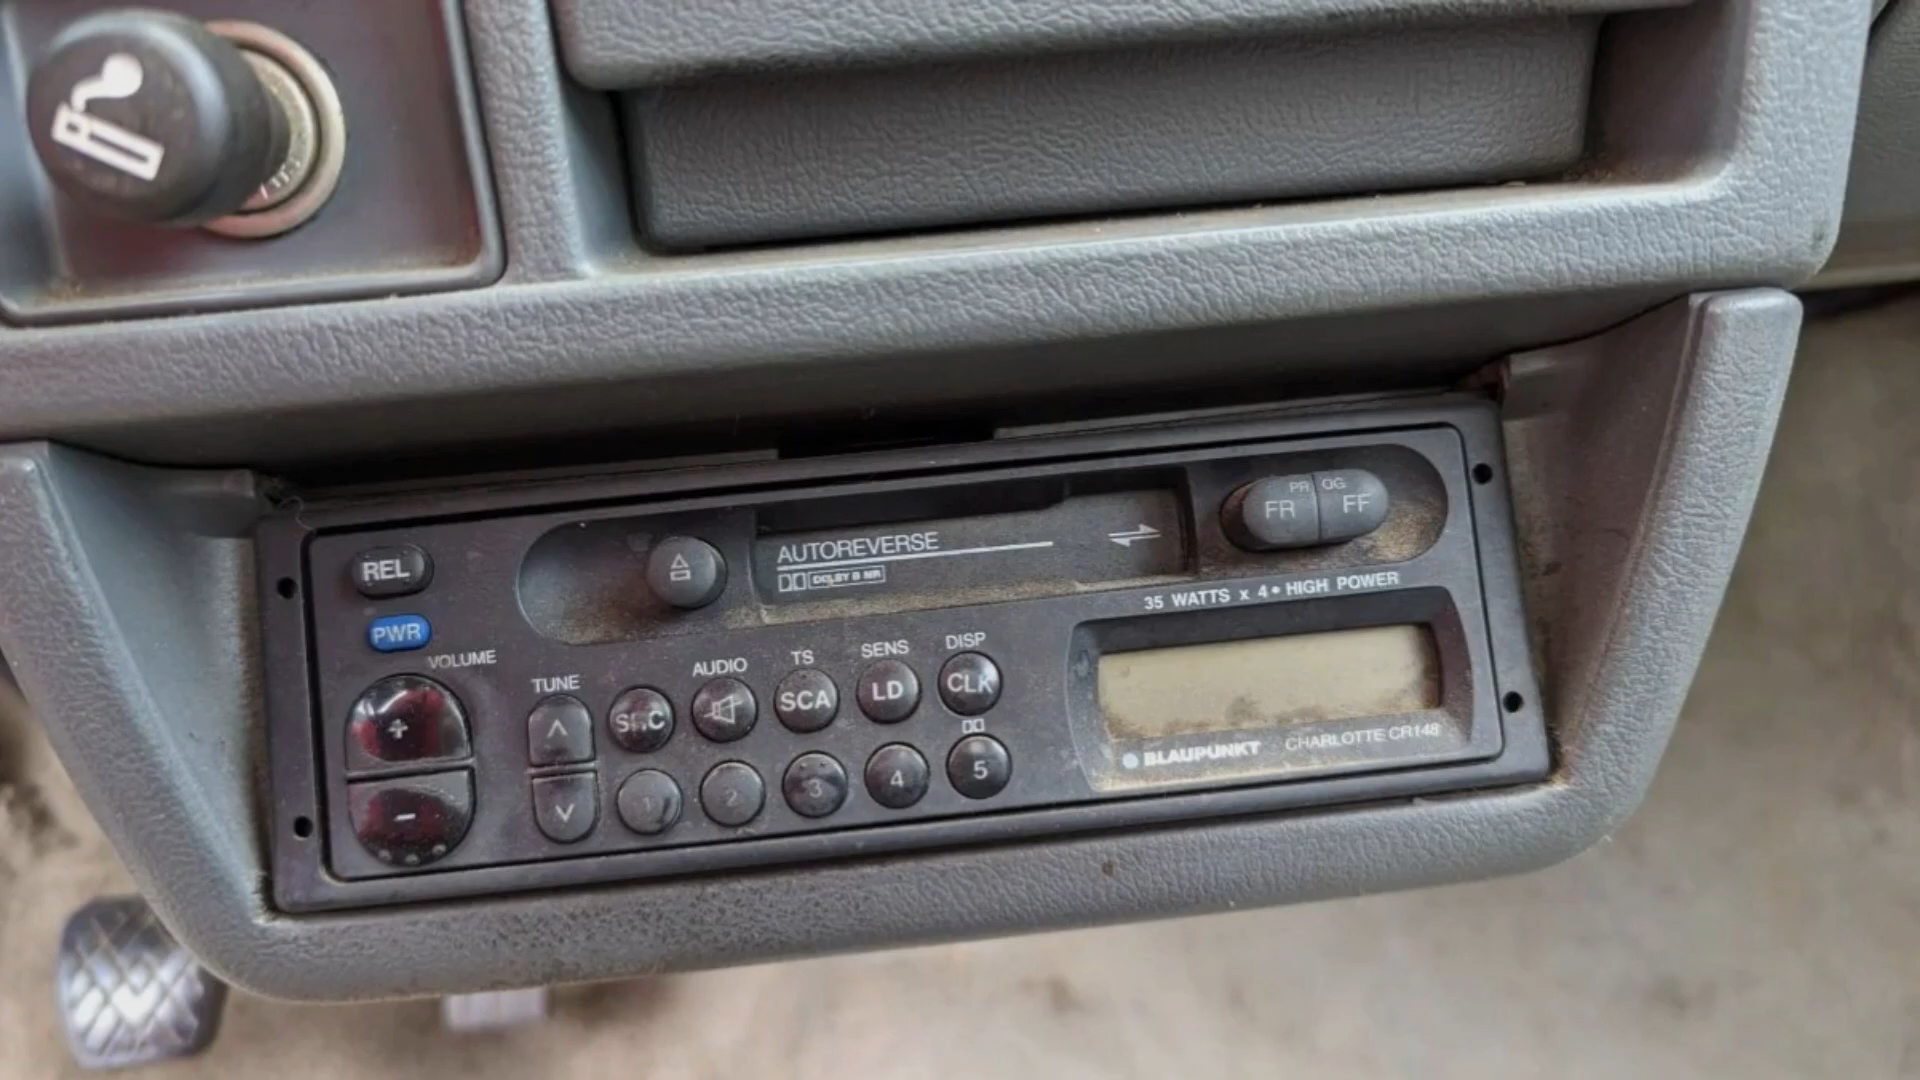 PR OG
FR FF
AUTOREVERSE
DOLBY B NR
REL
35 WATTS x 4 • HIGH POWER
PWR
VOLUME
TUNE
AUDIO
TS
SENS
DISP
SRC
SCA
LD
CLK
+
-
1
2
3
4
5
BLAUPUNKT CHARLOTTE CR148